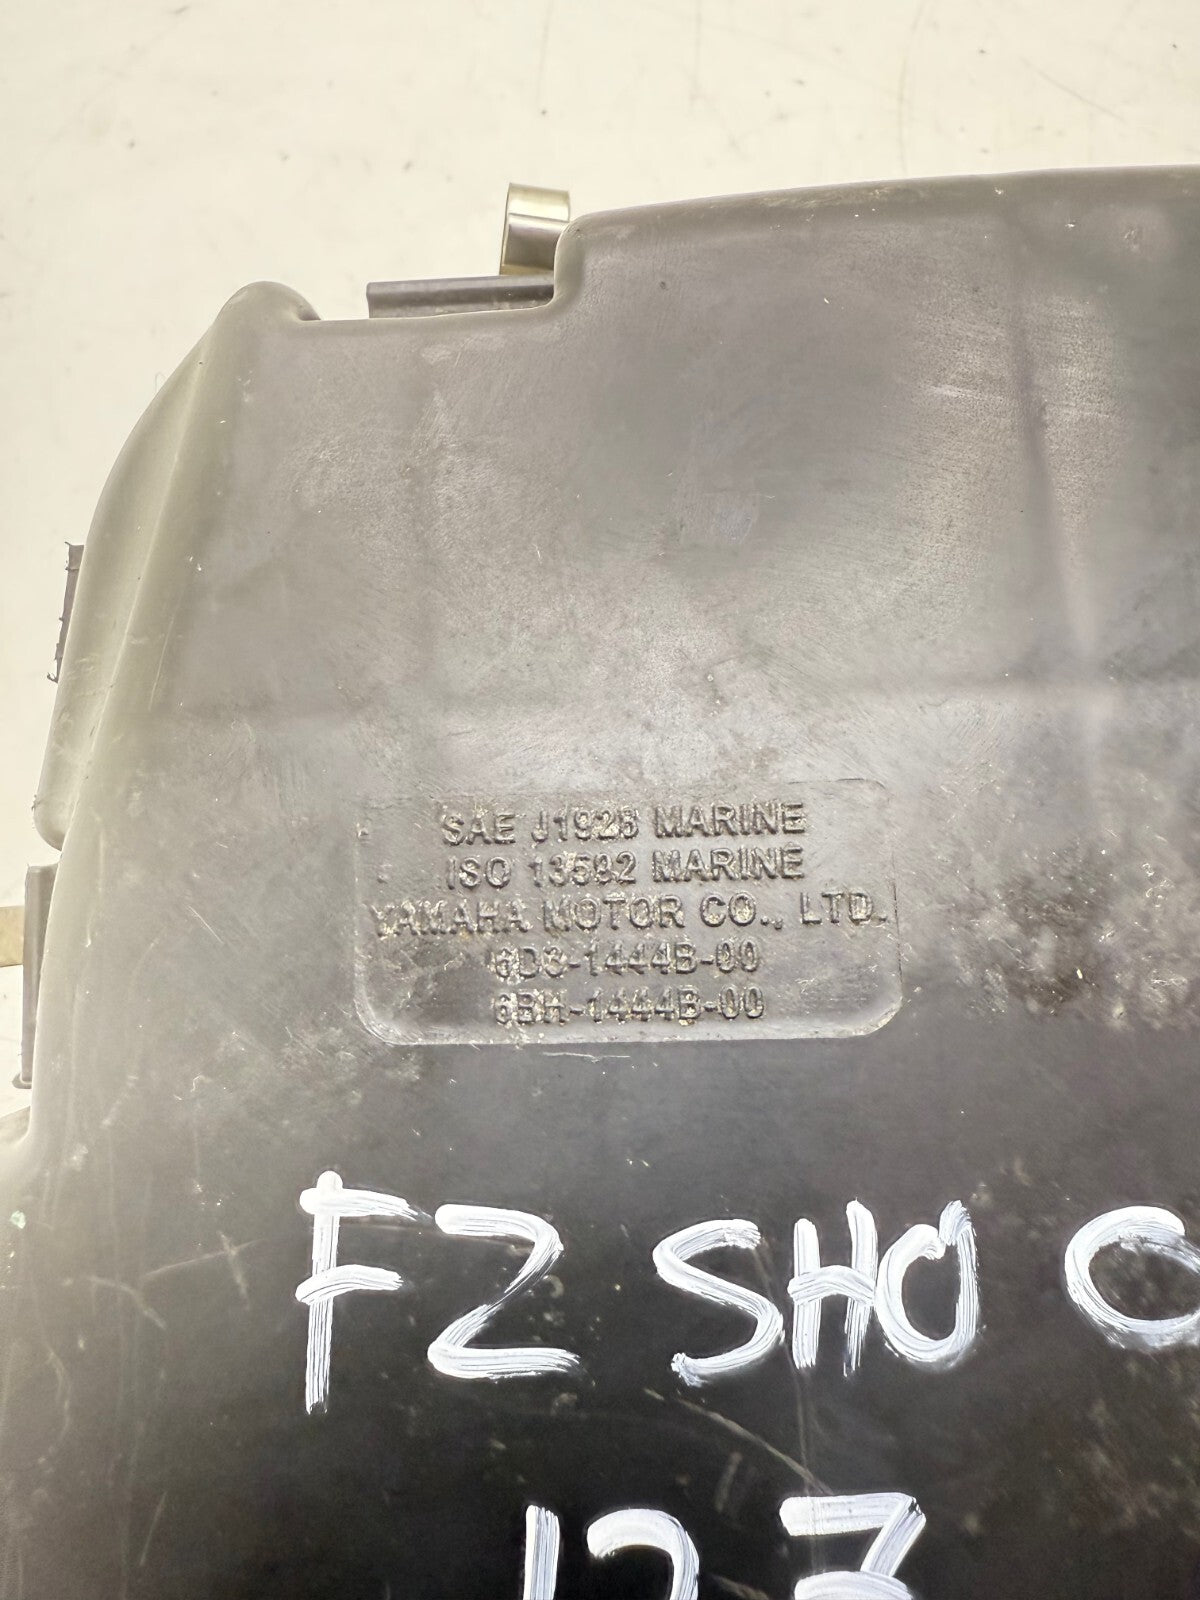 SAE J1928 MARINE
ISO 13592 MARINE
YAMAHA MOTOR CO., LTD.
6D3-1444B-00
6BH-1444B-00
FZ SHO